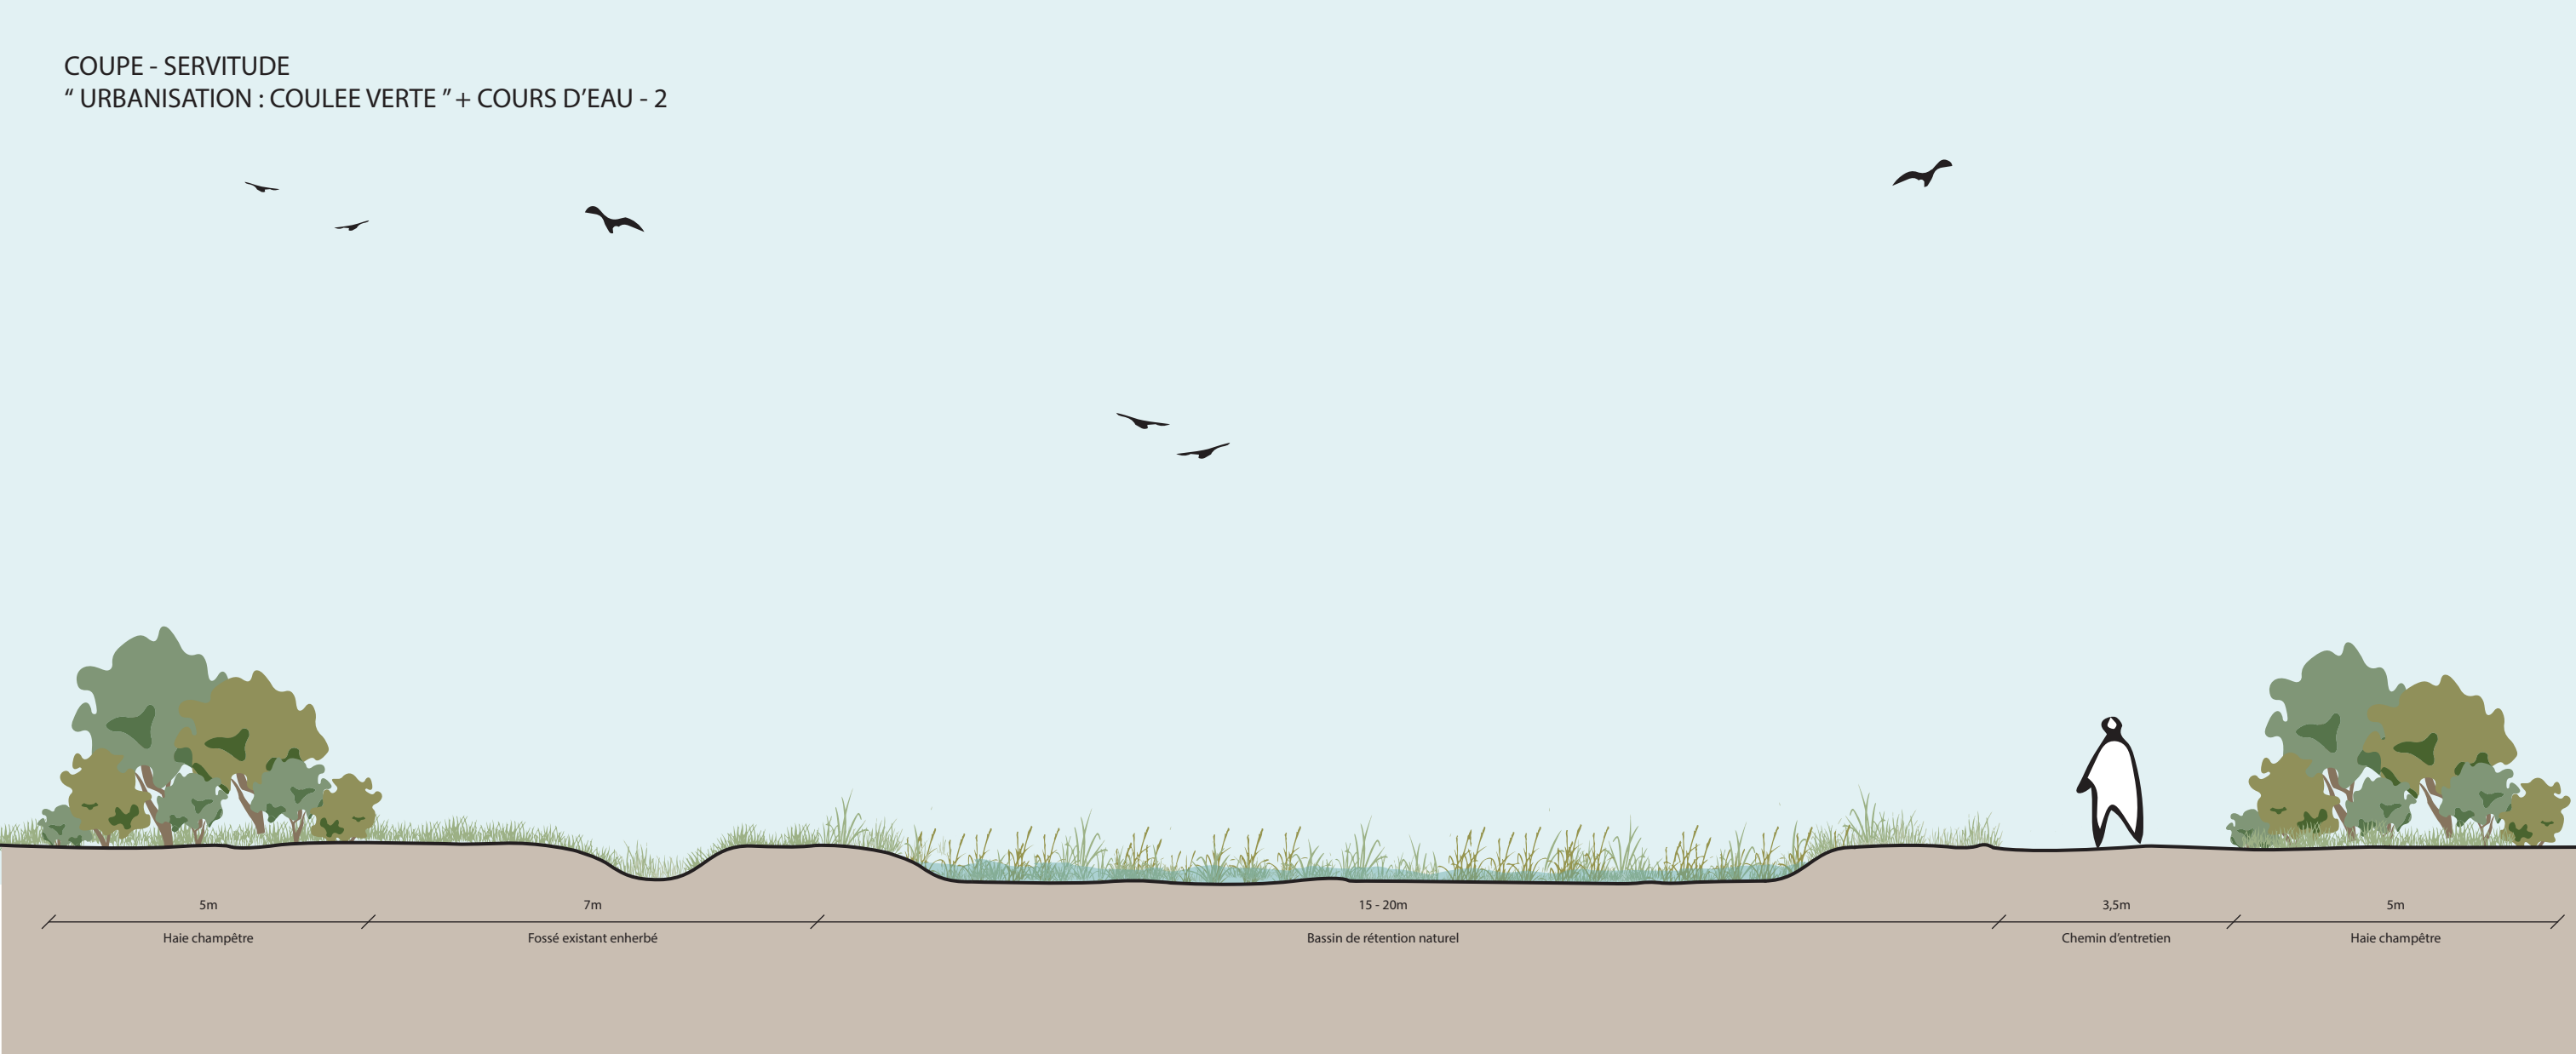 COUPE - SERVITUDE
“ URBANISATION : COULEE VERTE ” + COURS D’EAU - 2
5m
7m
15 - 20m
3,5m
5m
Haie champêtre
Fossé existant enherbé
Bassin de rétention naturel
Chemin d’entretien
Haie champêtre